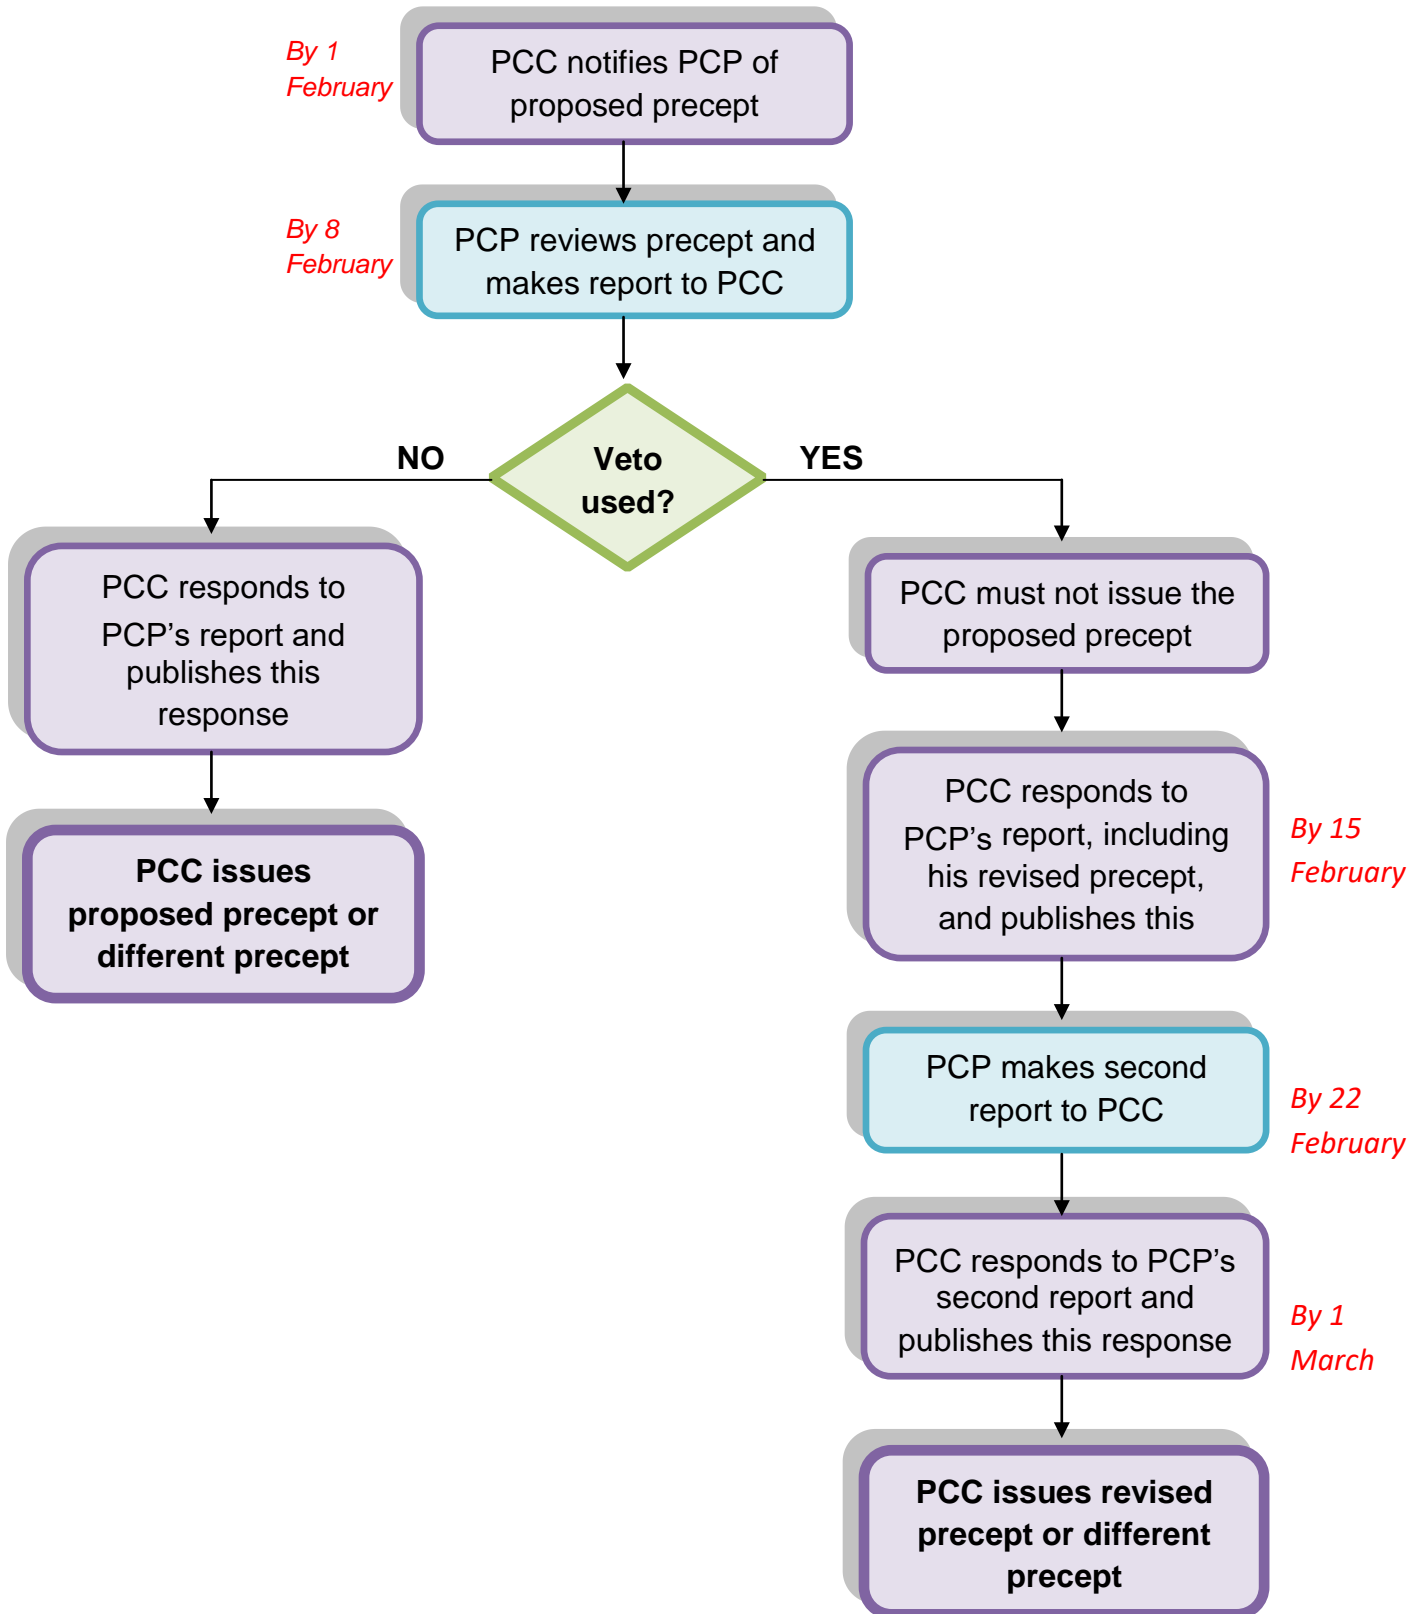 By 1
February
PCC notifies PCP of
proposed precept
By 8
February
PCP reviews precept and
makes report to PCC
Veto
used?
NO
YES
PCC responds to
PCP’s report and
publishes this
response
PCC issues
proposed precept or
different precept
PCC must not issue the
proposed precept
PCC responds to
PCP’s report, including
his revised precept,
and publishes this
By 15
February
PCP makes second
report to PCC
By 22
February
PCC responds to PCP’s
second report and
publishes this response
By 1
March
PCC issues revised
precept or different
precept